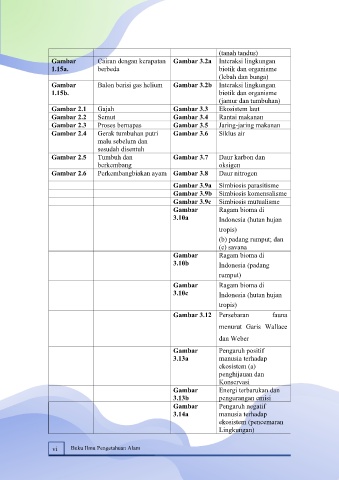 (tanah tandus)
Gambar 1.15a. Cairan dengan kerapatan berbeda Gambar 3.2a Interaksi lingkungan
biotik dan organisme
(lebah dan bunga)
Gambar 1.15b. Balon berisi gas helium Gambar 3.2b Interaksi lingkungan
biotik dan organisme
(jamur dan tumbuhan)
Gambar 2.1 Gajah Gambar 3.3 Ekosistem laut
Gambar 2.2 Semut Gambar 3.4 Rantai makanan
Gambar 2.3 Proses bernapas Gambar 3.5 Jaring-jaring makanan
Gambar 2.4 Gerak tumbuhan putri Gambar 3.6 Siklus air
malu sebelum dan
sesudah disentuh
Gambar 2.5 Tumbuh dan Gambar 3.7 Daur karbon dan
berkembang oksigen
Gambar 2.6 Perkembangbiakan ayam Gambar 3.8 Daur nitrogen
Gambar 3.9a Simbiosis parasitisme
Gambar 3.9b Simbiosis komensalisme
Gambar 3.9c Simbiosis mutualisme
Gambar Ragam bioma di
3.10a Indonesia (hutan hujan
tropis)
(b) padang rumput; dan
(c) savana
Gambar Ragam bioma di
3.10b Indonesia (padang
rumput)
Gambar Ragam bioma di
3.10c Indonesia (hutan hujan
tropis)
Gambar 3.12 Persebaran fauna
menurut Garis Wallace
dan Weber
Gambar Pengaruh positif
3.13a manusia terhadap
ekosistem (a)
penghijauan dan
Konservasi
Gambar Energi terbarukan dan
3.13b pengurangan emisi
Gambar Pengaruh negatif
3.14a manusia terhadap
ekosistem (pencemaran
Lingkungan)
Buku Ilmu Pengetahuan Alam